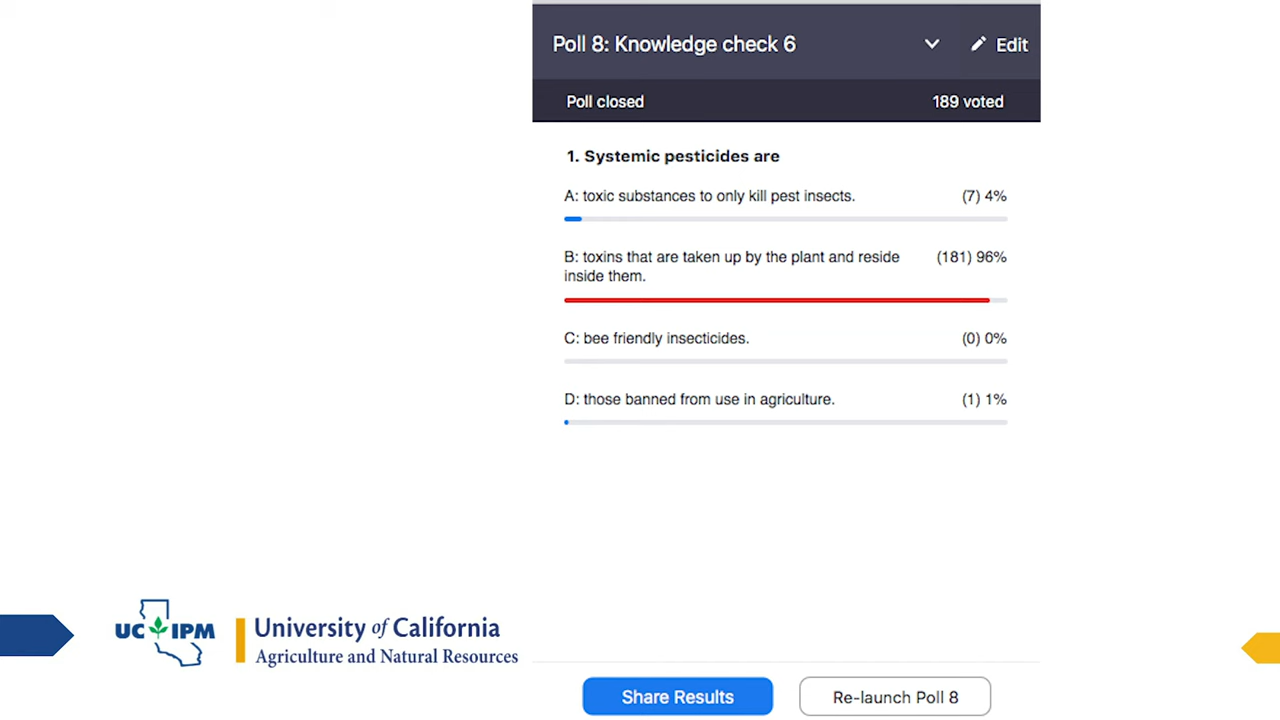 Poll 8: Knowledge check 6
Edit
Poll closed
189 voted
1. Systemic pesticides are
A: toxic substances to only kill pest insects.
(7) 4%
B: toxins that are taken up by the plant and reside
inside them.
(181) 96%
C: bee friendly insecticides.
(0) 0%
D: those banned from use in agriculture.
(1) 1%
UC IPM
University of California
Agriculture and Natural Resources
Share Results
Re-launch Poll 8